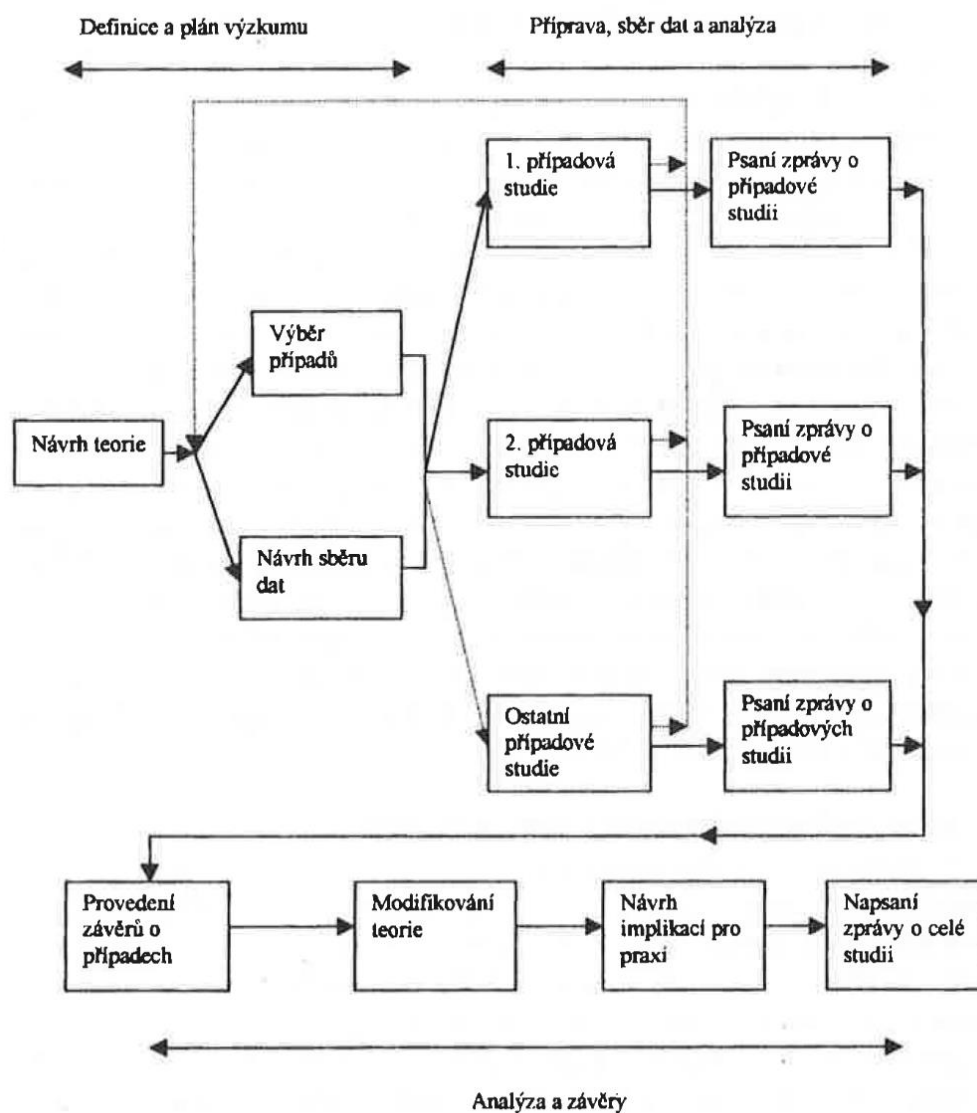 Definice a plán výzkumu
Příprava, sběr dat a analýza
1. případová
studie
Psaní zprávy o
případové
studii
Výběr
případů
Návrh teorie
2. případová
studie
Psaní zprávy o
případové
studii
Návrh sběru
dat
Ostatní
případové
studie
Psaní zprávy o
případových
studii
Provedení
závěrů o
případech
Modifikování
teorie
Návrh
implikací pro
praxi
Napsaní
zprávy o celé
studii
Analýza a závěry